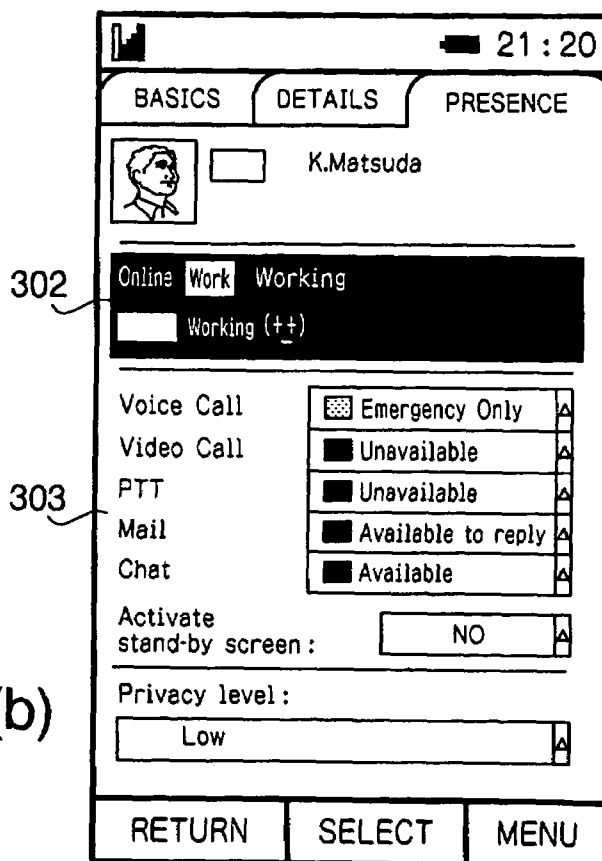 21:20
BASICS DETAILS PRESENCE
K.Matsuda
302
Online Work Working
Working (++)
Voice Call Emergency Only
Video Call Unavailable
PTT Unavailable
303
Mail Available to reply
Chat Available
Activate
stand-by screen: NO
(b)
Privacy level:
Low
RETURN SELECT MENU